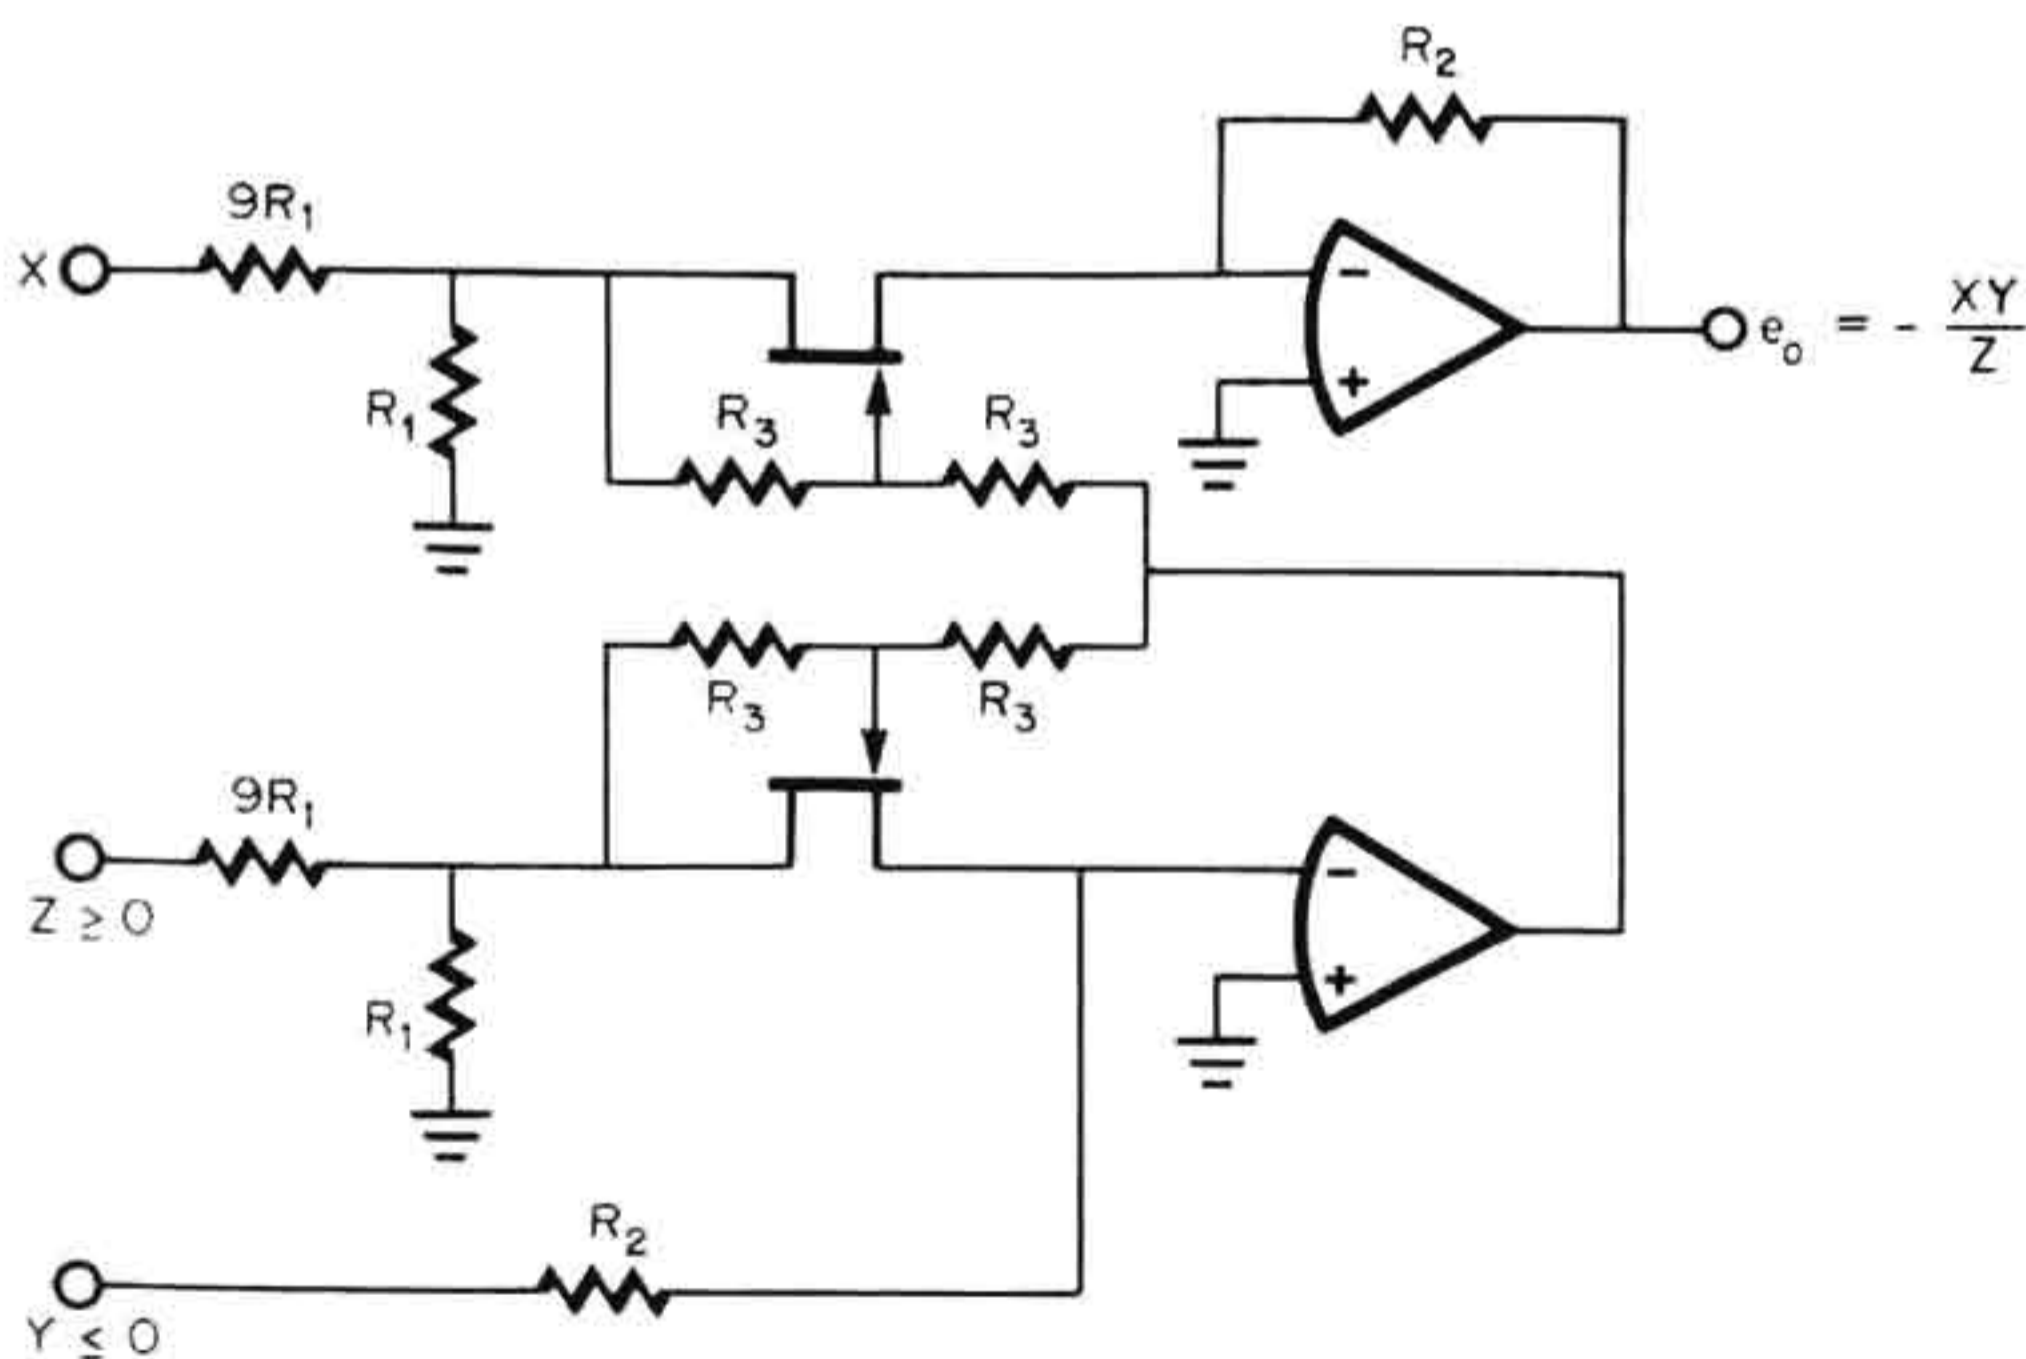 R₂
9R₁
X
R₁
R₃
R₃
-
+
e₀ = - XY/Z
R₃
R₃
9R₁
Z ≥ 0
R₁
-
+
R₂
Y ≤ 0